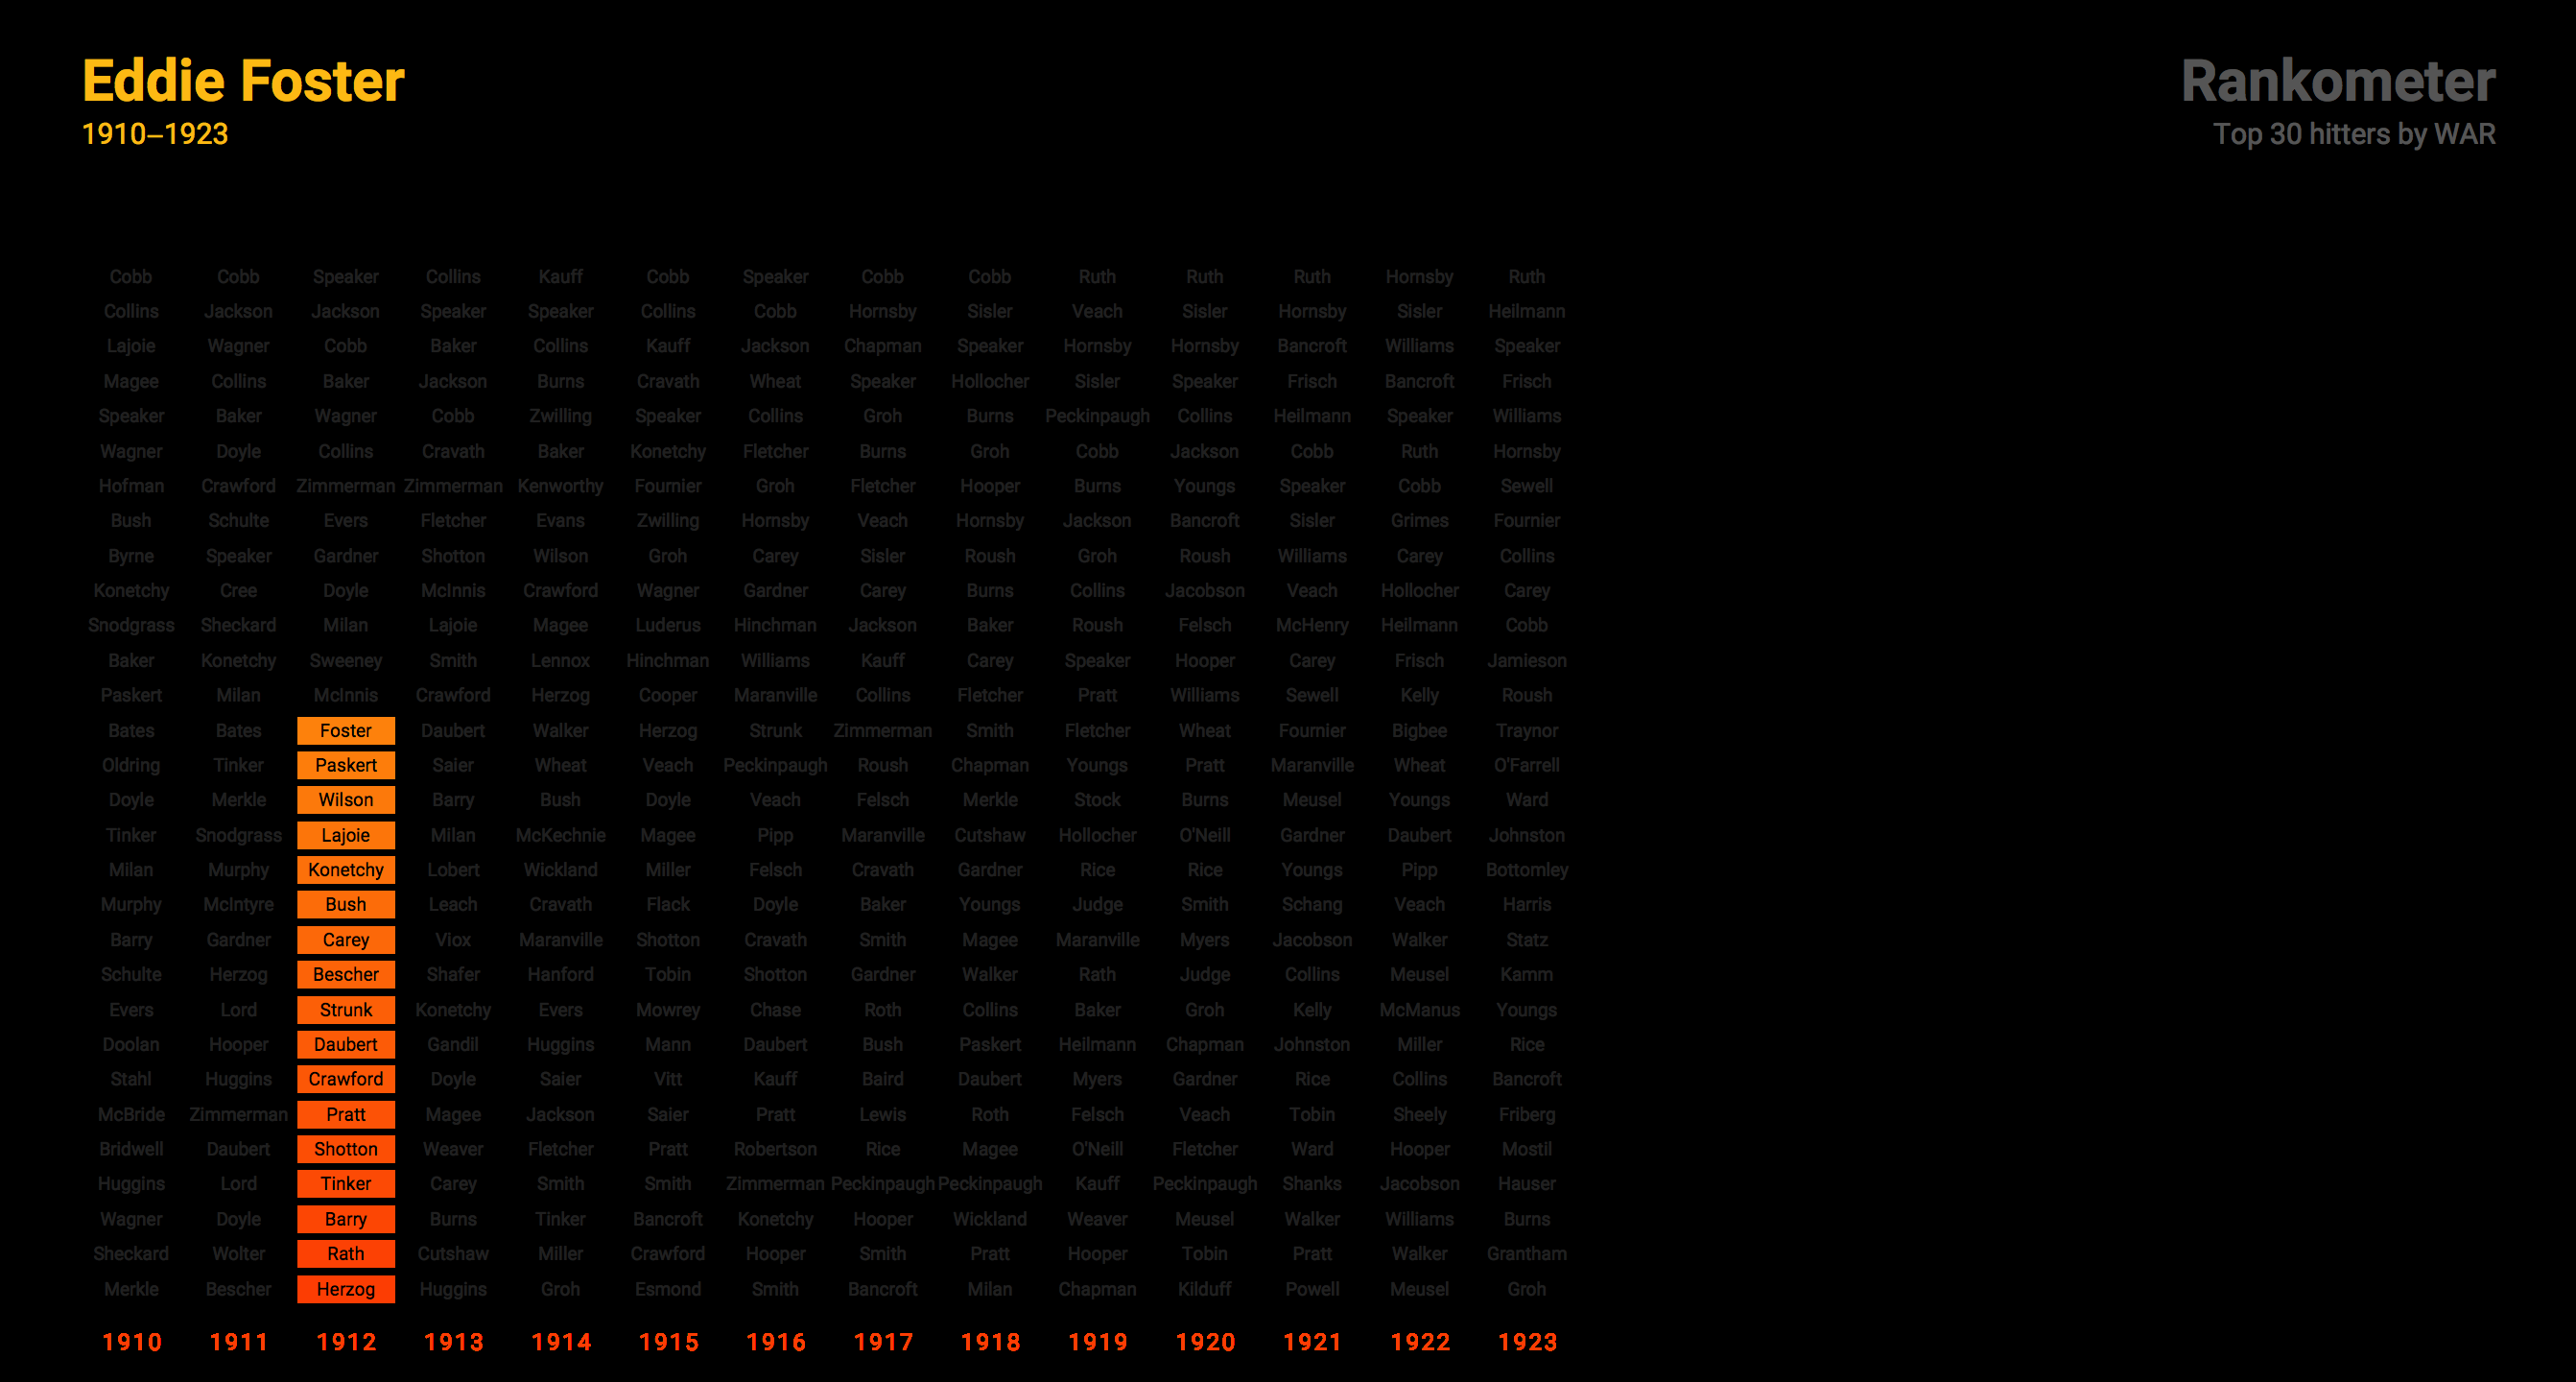 Eddie Foster
1910–1923
Rankometer
Top 30 hitters by WAR
Cobb Cobb Speaker Collins Kauff Cobb Speaker Cobb Cobb Ruth Ruth Ruth Hornsby Ruth
Collins Jackson Jackson Speaker Speaker Collins Cobb Hornsby Sisler Veach Sisler Hornsby Sisler Heilmann
Lajoie Wagner Cobb Baker Collins Kauff Jackson Chapman Speaker Hornsby Hornsby Bancroft Williams Speaker
Magee Collins Baker Jackson Burns Cravath Wheat Speaker Hollocher Sisler Speaker Frisch Bancroft Frisch
Speaker Baker Wagner Cobb Zwilling Speaker Collins Groh Burns Peckinpaugh Collins Heilmann Speaker Williams
Wagner Doyle Collins Cravath Baker Konetchy Fletcher Burns Groh Cobb Jackson Cobb Ruth Hornsby
Hofman Crawford Zimmerman Zimmerman Kenworthy Fournier Groh Fletcher Hooper Burns Youngs Speaker Cobb Sewell
Bush Schulte Evers Fletcher Evans Zwilling Hornsby Veach Hornsby Jackson Bancroft Sisler Grimes Fournier
Byrne Speaker Gardner Shotton Wilson Groh Carey Sisler Roush Groh Roush Williams Carey Collins
Konetchy Cree Doyle McInnis Crawford Wagner Gardner Carey Burns Collins Jacobson Veach Hollocher Carey
Snodgrass Sheckard Milan Lajoie Magee Luderus Hinchman Jackson Baker Roush Felsch McHenry Heilmann Cobb
Baker Konetchy Sweeney Smith Lennox Hinchman Williams Kauff Carey Speaker Hooper Carey Frisch Jamieson
Paskert Milan McInnis Crawford Herzog Cooper Maranville Collins Fletcher Pratt Williams Sewell Kelly Roush
Bates Bates Foster Daubert Walker Herzog Strunk Zimmerman Smith Fletcher Wheat Fournier Bigbee Traynor
Oldring Tinker Paskert Saier Wheat Veach Peckinpaugh Roush Chapman Youngs Pratt Maranville Wheat O'Farrell
Doyle Merkle Wilson Barry Bush Doyle Veach Felsch Merkle Stock Burns Meusel Youngs Ward
Tinker Snodgrass Lajoie Milan McKechnie Magee Pipp Maranville Cutshaw Hollocher O'Neill Gardner Daubert Johnston
Milan Murphy Konetchy Lobert Wickland Miller Felsch Cravath Gardner Rice Rice Youngs Pipp Bottomley
Murphy McIntyre Bush Leach Cravath Flack Doyle Baker Youngs Judge Smith Schang Veach Harris
Barry Gardner Carey Viox Maranville Shotton Cravath Smith Magee Maranville Myers Jacobson Walker Statz
Schulte Herzog Bescher Shafer Hanford Tobin Shotton Gardner Walker Rath Judge Collins Meusel Kamm
Evers Lord Strunk Konetchy Evers Mowrey Chase Roth Collins Baker Groh Kelly McManus Youngs
Doolan Hooper Daubert Gandil Huggins Mann Daubert Bush Paskert Heilmann Chapman Johnston Miller Rice
Stahl Huggins Crawford Doyle Saier Vitt Kauff Baird Daubert Myers Gardner Rice Collins Bancroft
McBride Zimmerman Pratt Magee Jackson Saier Pratt Lewis Roth Felsch Veach Tobin Sheely Friberg
Bridwell Daubert Shotton Weaver Fletcher Pratt Robertson Rice Magee O'Neill Fletcher Ward Hooper Mostil
Huggins Lord Tinker Carey Smith Smith Zimmerman Peckinpaugh Peckinpaugh Kauff Peckinpaugh Shanks Jacobson Hauser
Wagner Doyle Barry Burns Tinker Bancroft Konetchy Hooper Wickland Weaver Meusel Walker Williams Burns
Sheckard Wolter Rath Cutshaw Miller Crawford Hooper Smith Pratt Hooper Tobin Pratt Walker Grantham
Merkle Bescher Herzog Huggins Groh Esmond Smith Bancroft Milan Chapman Kilduff Powell Meusel Groh
1910 1911 1912 1913 1914 1915 1916 1917 1918 1919 1920 1921 1922 1923